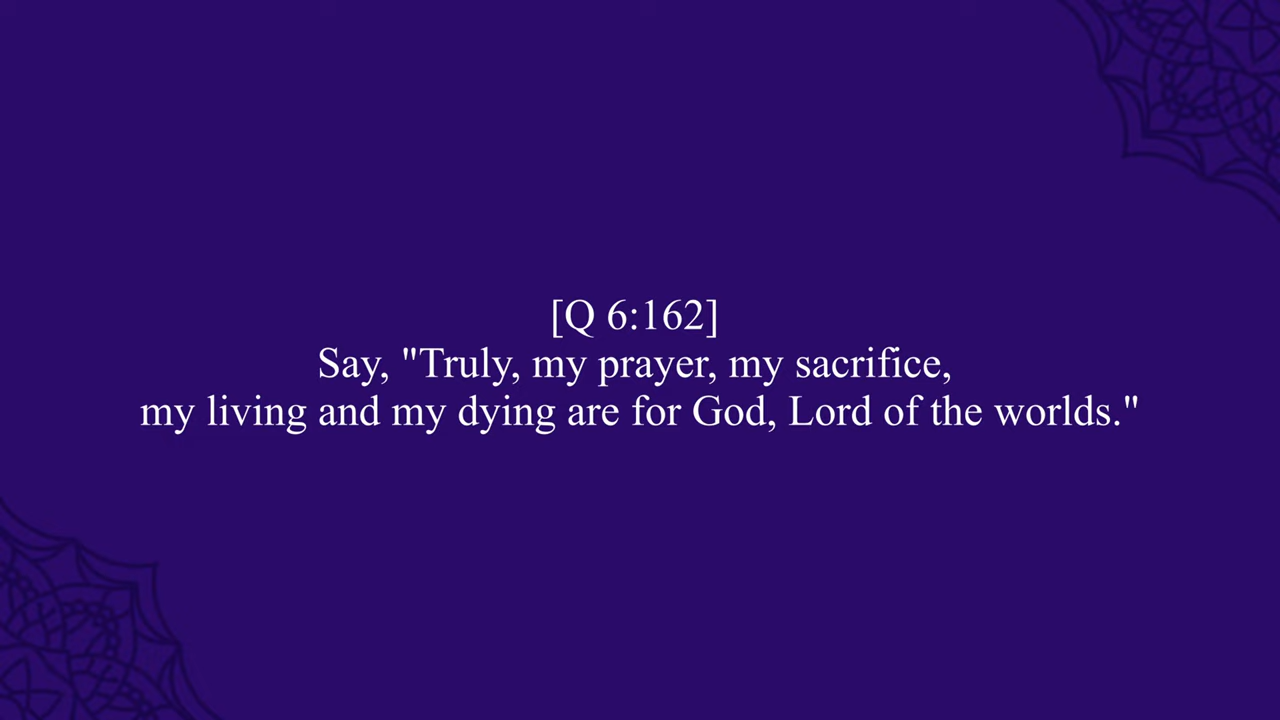 [Q 6:162]
Say, "Truly, my prayer, my sacrifice,
my living and my dying are for God, Lord of the worlds."